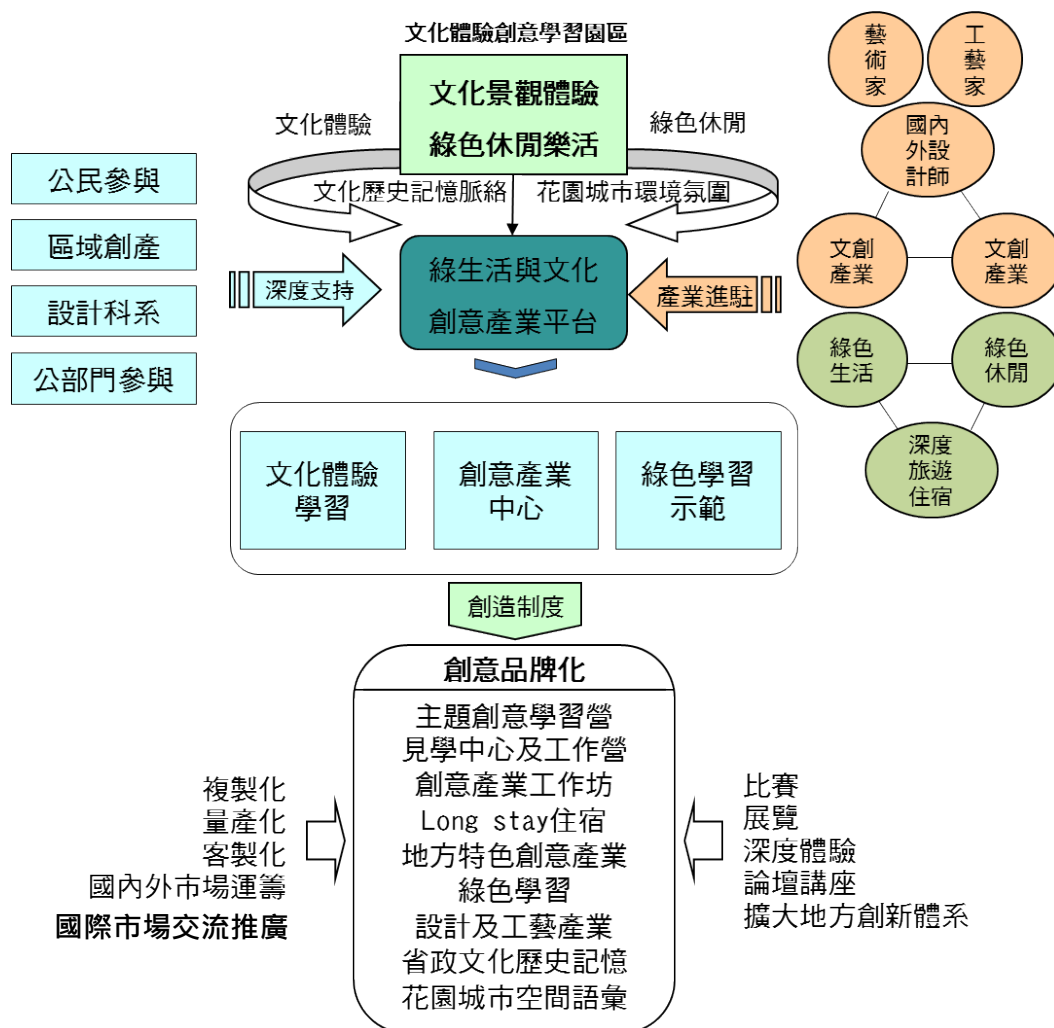 文化體驗創意學習園區
文化景觀體驗
綠色休閒樂活
文化體驗
綠色休閒
文化歷史記憶脈絡
花園城市環境氛圍
公民參與
區域創產
設計科系
公部門參與
深度支持
綠生活與文化
創意產業平台
產業進駐
藝
術
家
工
藝
家
國內
外設
計師
文創
產業
文創
產業
綠色
生活
綠色
休閒
深度
旅遊
住宿
文化體驗
學習
創意產業
中心
綠色學習
示範
創造制度
創意品牌化
主題創意學習營
見學中心及工作營
創意產業工作坊
Long stay住宿
地方特色創意產業
綠色學習
設計及工藝產業
省政文化歷史記憶
花園城市空間語彙
複製化
量產化
客製化
國內外市場運籌
國際市場交流推廣
比賽
展覽
深度體驗
論壇講座
擴大地方創新體系